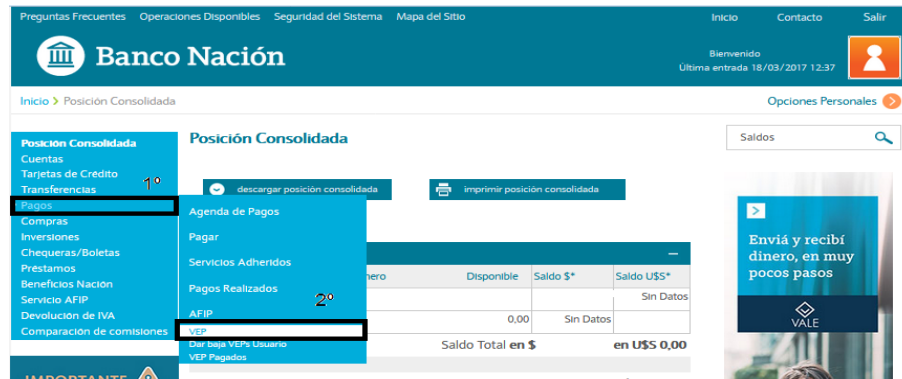 Preguntas Frecuentes Operaciones Disponibles Seguridad del Sistema Mapa del Sitio
Inicio Contacto Salir
Banco Nación
Bienvenido
Última entrada 18/03/2017 12:37
Inicio > Posición Consolidada
Opciones Personales
Posición Consolidada
Cuentas
Tarjetas de Crédito
Transferencias
1º
Pagos
Compras
Inversiones
Chequeras/Boletas
Préstamos
Beneficios Nación
Servicio AFIP
Devolución de IVA
Comparación de comisiones
IMPORTANTE
Posición Consolidada
descargar posición consolidada
imprimir posición consolidada
Agenda de Pagos
Pagar
Servicios Adheridos
Pagos Realizados
2º
AFIP
VEP
Dar baja VEPs Usuario
VEP Pagados
Disponible Saldo $* Saldo U$S*
Sin Datos
0,00 Sin Datos
Saldo Total en $ en U$S 0,00
Saldos
Enviá y recibí
dinero, en muy
pocos pasos
VALE